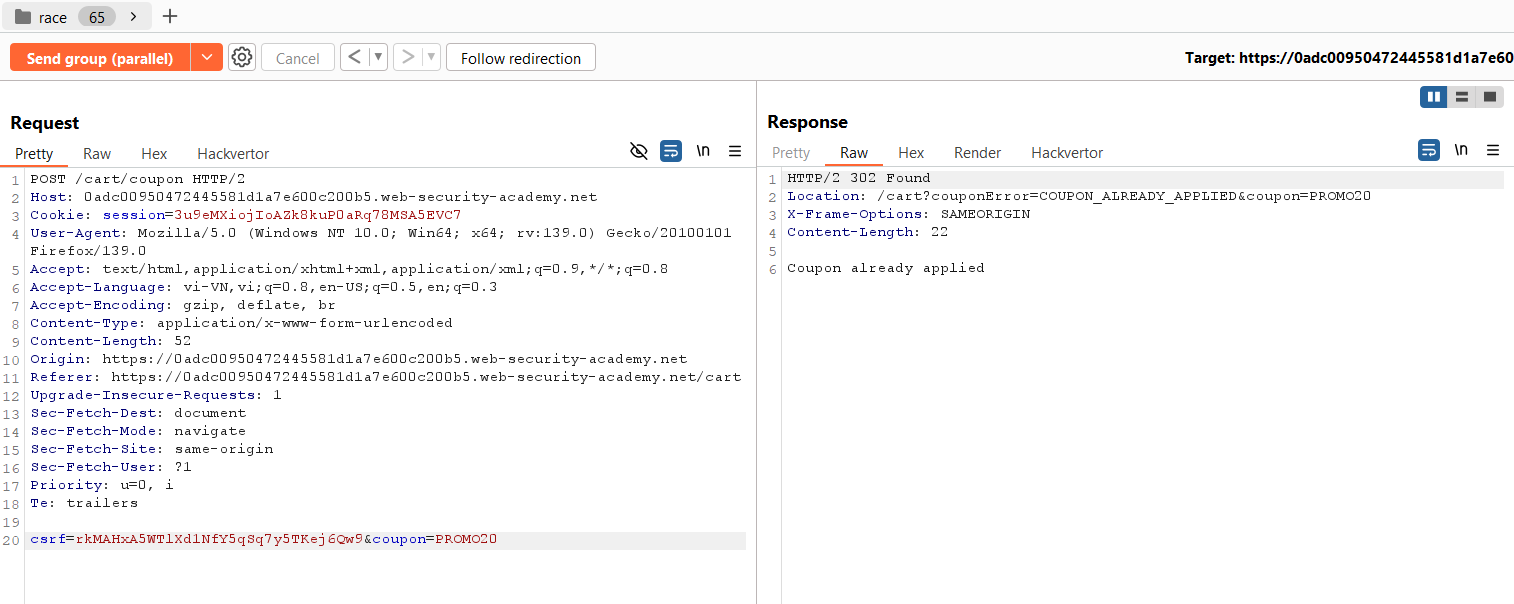 race 65
Send group (parallel) Cancel Follow redirection Target: https://0adc00950472445581d1a7e60
Request
Pretty Raw Hex Hackvertor \n
1 POST /cart/coupon HTTP/2
2 Host: 0adc00950472445581d1a7e600c200b5.web-security-academy.net
3 Cookie: session=3u9eMXiojIoAZk8kuP0aRq78MSA5EVC7
4 User-Agent: Mozilla/5.0 (Windows NT 10.0; Win64; x64; rv:139.0) Gecko/20100101
Firefox/139.0
5 Accept: text/html,application/xhtml+xml,application/xml;q=0.9,*/*;q=0.8
6 Accept-Language: vi-VN,vi;q=0.8,en-US;q=0.5,en;q=0.3
7 Accept-Encoding: gzip, deflate, br
8 Content-Type: application/x-www-form-urlencoded
9 Content-Length: 52
10 Origin: https://0adc00950472445581d1a7e600c200b5.web-security-academy.net
11 Referer: https://0adc00950472445581d1a7e600c200b5.web-security-academy.net/cart
12 Upgrade-Insecure-Requests: 1
13 Sec-Fetch-Dest: document
14 Sec-Fetch-Mode: navigate
15 Sec-Fetch-Site: same-origin
16 Sec-Fetch-User: ?1
17 Priority: u=0, i
18 Te: trailers
19
20 csrf=rkMAHxA5WTlXdlNfY5qSq7y5TKej6Qw9&coupon=PROMO20
Response
Pretty Raw Hex Render Hackvertor \n
1 HTTP/2 302 Found
2 Location: /cart?couponError=COUPON_ALREADY_APPLIED&coupon=PROMO20
3 X-Frame-Options: SAMEORIGIN
4 Content-Length: 22
5
6 Coupon already applied